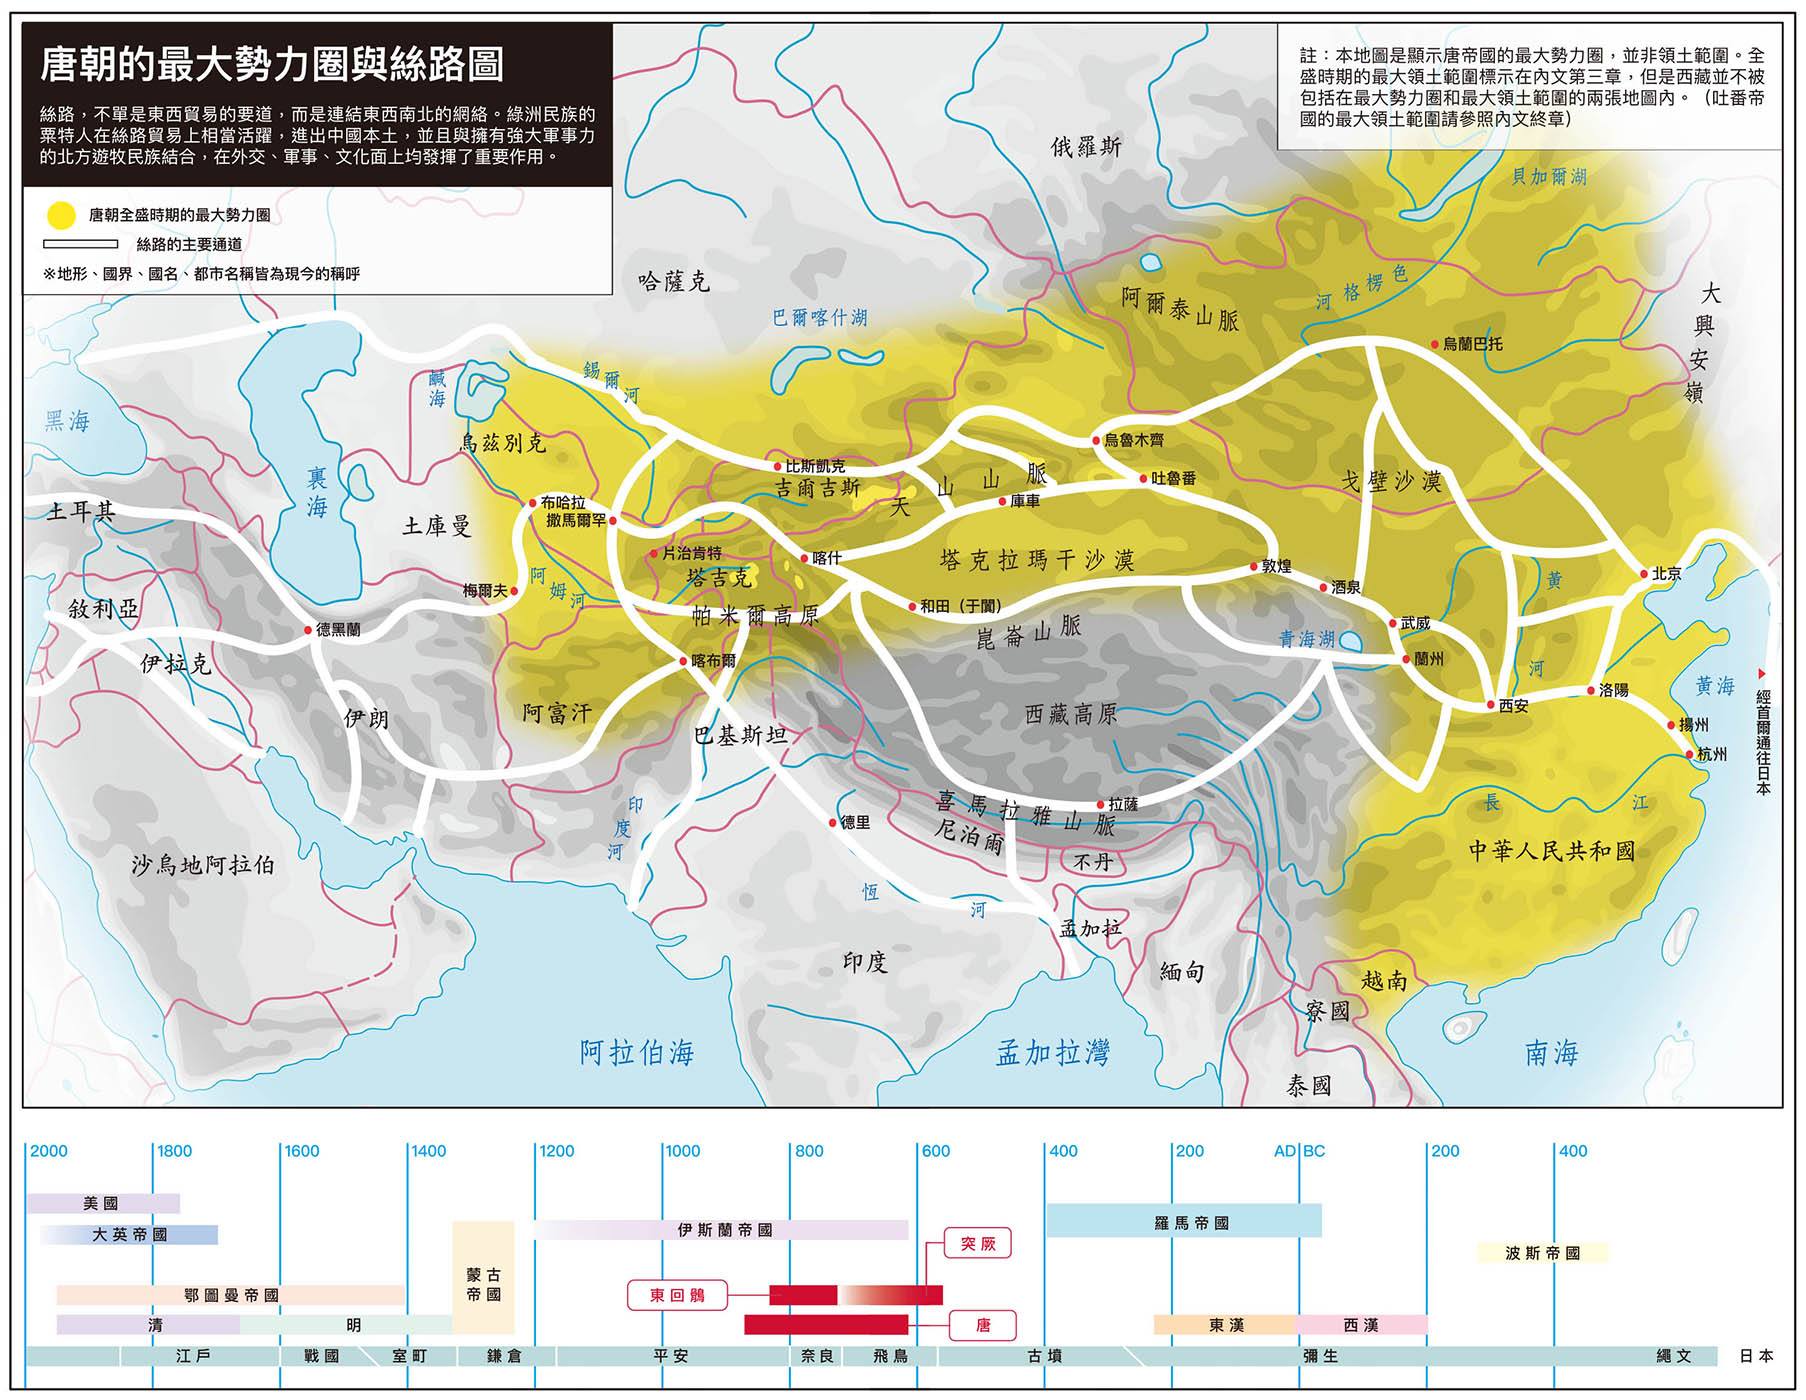 唐朝的最大勢力圈與絲路圖
絲路，不單是東西貿易的要道，而是連結東西南北的網絡。綠洲民族的
粟特人在絲路貿易上相當活躍，進出中國本土，並且與擁有強大軍事力
的北方遊牧民族結合，在外交、軍事、文化面上均發揮了重要作用。
唐朝全盛時期的最大勢力圈
絲路的主要通道
※地形、國界、國名、都市名稱皆為現今的稱呼
註：本地圖是顯示唐帝國的最大勢力圈，並非領土範圍。全
盛時期的最大領土範圍標示在內文第三章，但是西藏並不被
包括在最大勢力圈和最大領土範圍的兩張地圖內。（吐番帝
國的最大領土範圍請參照內文終章）
俄羅斯
貝加爾湖
哈薩克
阿爾泰山脈
河格楞色
大興安嶺
巴爾喀什湖
烏蘭巴托
鹹海
錫爾河
黑海
烏茲別克
烏魯木齊
比斯凱克
吉爾吉斯
天山山脈
吐魯番
戈壁沙漠
裏海
布哈拉
撒馬爾罕
庫車
土耳其
土庫曼
片治肯特
喀什
塔克拉瑪干沙漠
敦煌
塔吉克
酒泉
黃河
北京
梅爾夫
阿姆河
和田（于闐）
敘利亞
帕米爾高原
崑崙山脈
武威
德黑蘭
青海湖
伊拉克
喀布爾
蘭州
黃海
經首爾通往日本
西藏高原
洛陽
西安
伊朗
阿富汗
巴基斯坦
揚州
杭州
印度河
喜馬拉雅山脈
拉薩
長江
德里
尼泊爾
不丹
沙烏地阿拉伯
中華人民共和國
恆河
孟加拉
印度
緬甸
越南
寮國
阿拉伯海
孟加拉灣
南海
泰國
2000 1800 1600 1400 1200 1000 800 600 400 200 AD BC 200 400
美國
大英帝國
伊斯蘭帝國
羅馬帝國
突厥
波斯帝國
蒙古
帝國
鄂圖曼帝國
東回鶻
清
明
唐
東漢
西漢
江戶 戰國 室町 鎌倉 平安 奈良 飛鳥 古墳 彌生 繩文 日本